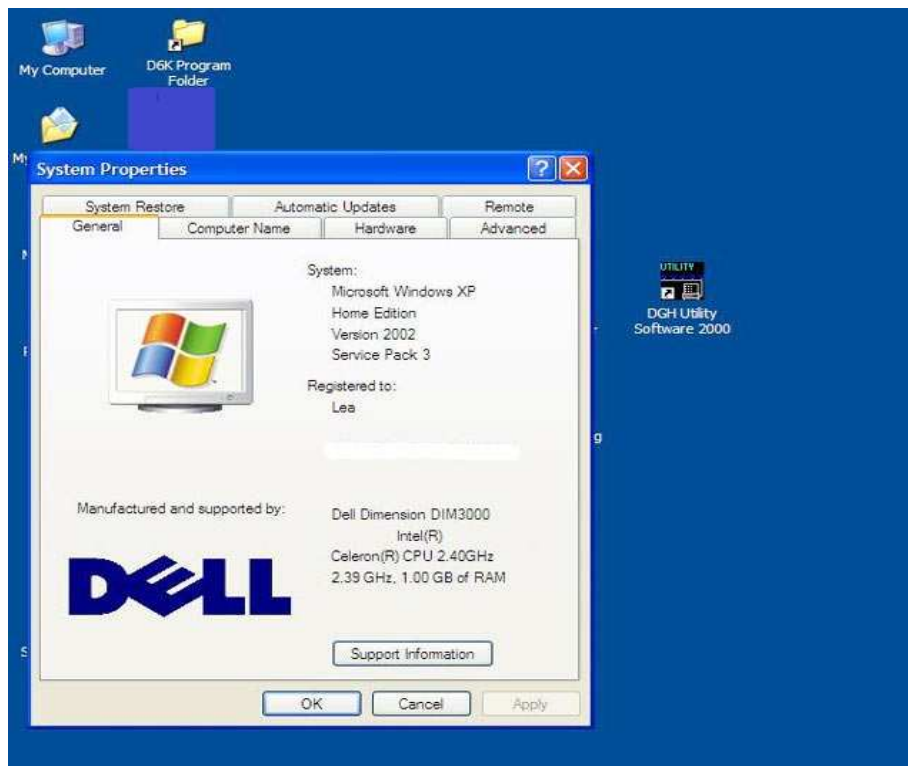 My Computer
D6K Program
Folder
My
System Properties
System Restore
Automatic Updates
Remote
General
Computer Name
Hardware
Advanced
System:
Microsoft Windows XP
Home Edition
Version 2002
Service Pack 3
Registered to:
Lea
UTILITY
DGH Utility
Software 2000
g
Manufactured and supported by:
DELL
Dell Dimension DIM3000
Intel(R)
Celeron(R) CPU 2.40GHz
2.39 GHz, 1.00 GB of RAM
Support Information
S
OK
Cancel
Apply